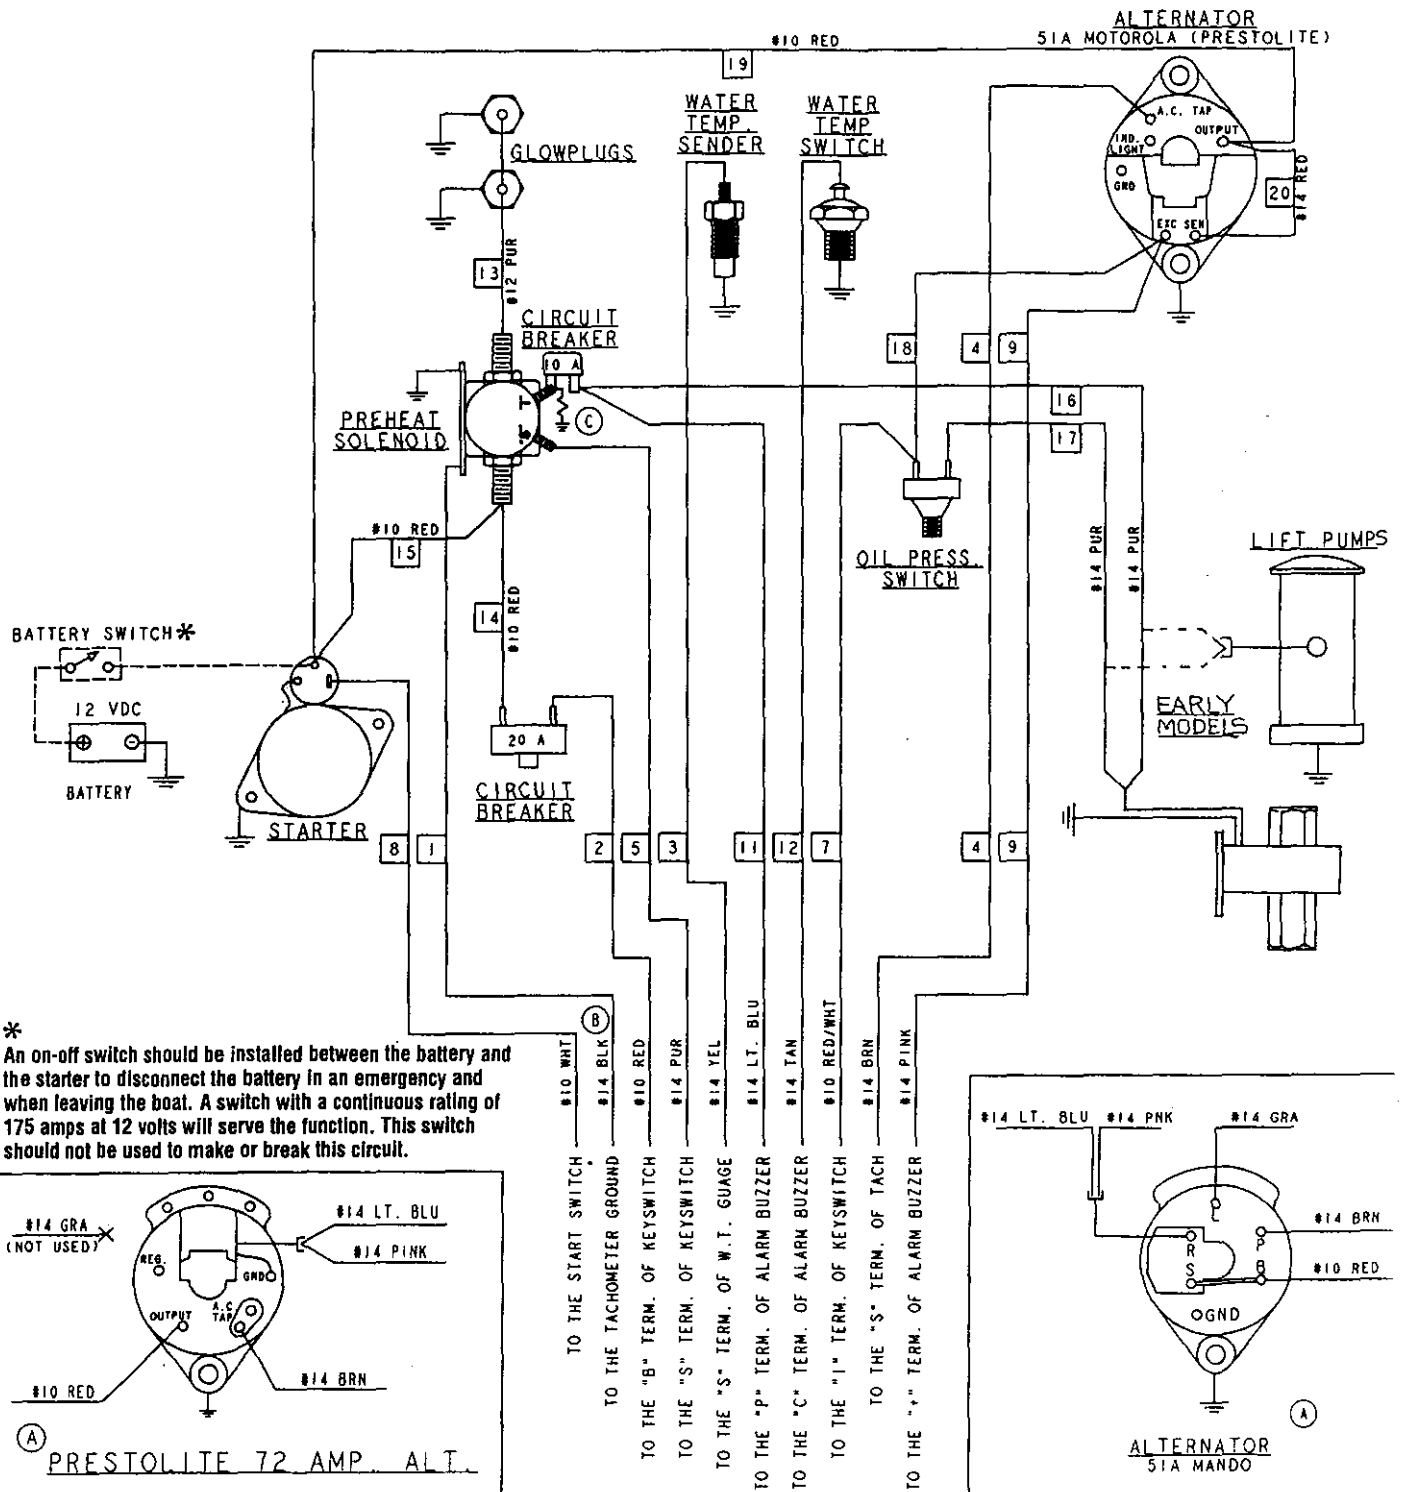 ALTERNATOR
51A MOTOROLA (PRESTOLITE)
#10 RED
19
WATER
TEMP.
SENDER
WATER
TEMP
SWITCH
A.C. TAP
OUTPUT
IND.
LIGHT
GRD
EXC SEN
20
#14 RED
GLOWPLUGS
13
#12 PUR
CIRCUIT
BREAKER
10 A
18
4
9
16
17
C
PREHEAT
SOLENOID
I
S
#10 RED
15
OIL PRESS.
SWITCH
#14 PUR
#14 PUR
LIFT PUMPS
14
#10 RED
BATTERY SWITCH*
12 VDC
BATTERY
20 A
CIRCUIT
BREAKER
STARTER
EARLY
MODELS
8
1
2
5
3
11
12
7
4
9
*
An on-off switch should be installed between the battery and
the starter to disconnect the battery in an emergency and
when leaving the boat. A switch with a continuous rating of
175 amps at 12 volts will serve the function. This switch
should not be used to make or break this circuit.
B
#10 WHT
#14 BLK
#10 RED
#14 PUR
#14 YEL
#14 LT. BLU
#14 TAN
#10 RED/WHT
#14 BRN
#14 PINK
TO THE START SWITCH
TO THE TACHOMETER GROUND
TO THE "B" TERM. OF KEYSWITCH
TO THE "S" TERM. OF KEYSWITCH
TO THE "S" TERM. OF W.T. GUAGE
TO THE "P" TERM. OF ALARM BUZZER
TO THE "C" TERM. OF ALARM BUZZER
TO THE "I" TERM. OF KEYSWITCH
TO THE "S" TERM. OF TACH
TO THE "+" TERM. OF ALARM BUZZER
#14 GRA
(NOT USED)
#14 LT. BLU
#14 PINK
REG.
GND
OUTPUT
A.C
TAP
#10 RED
#14 BRN
A
PRESTOLITE 72 AMP. ALT.
#14 LT. BLU
#14 PNK
#14 GRA
L
R
P
S
B
#14 BRN
#10 RED
GND
A
ALTERNATOR
51A MANDO